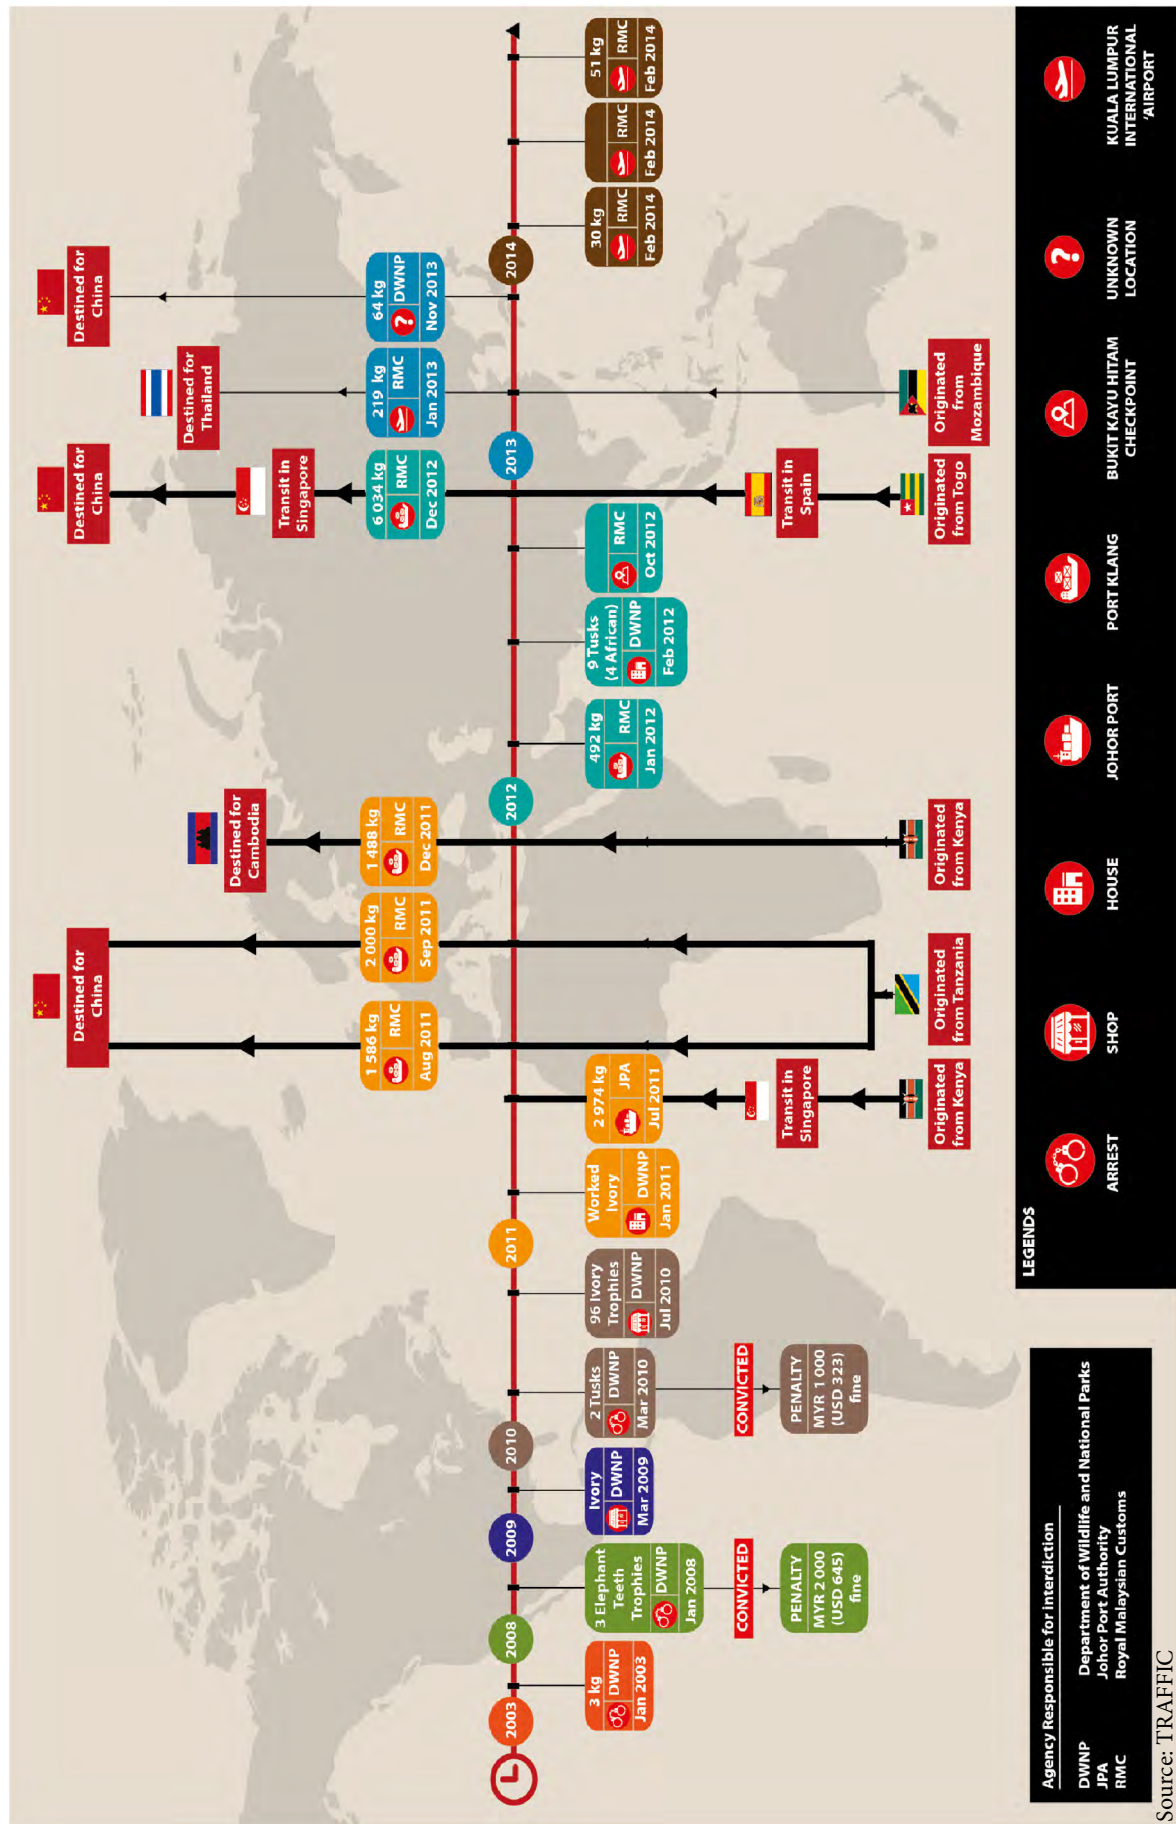 Destined for
China
Destined for
Cambodia
Destined for
China
Destined for
Thailand
Destined for
China
Transit in
Singapore
1 586 kg
RMC
Aug 2011
2 000 kg
RMC
Sep 2011
1 488 kg
RMC
Dec 2011
6 034 kg
RMC
Dec 2012
219 kg
RMC
Jan 2013
64 kg
?
DWNP
Nov 2013
2003
2008
2009
2010
2011
2012
2013
2014
3 kg
DWNP
Jan 2003
3 Elephant
Teeth
Trophies
DWNP
Jan 2008
Ivory
DWNP
Mar 2009
2 Tusks
DWNP
Mar 2010
96 Ivory
Trophies
DWNP
Jul 2010
Worked
Ivory
DWNP
Jan 2011
2 974 kg
JPA
Jul 2011
492 kg
RMC
Jan 2012
9 Tusks
(4 African)
DWNP
Feb 2012
RMC
Oct 2012
30 kg
RMC
Feb 2014
RMC
Feb 2014
51 kg
RMC
Feb 2014
CONVICTED
PENALTY
MYR 2 000
(USD 645)
fine
CONVICTED
PENALTY
MYR 1 000
(USD 323)
fine
Transit in
Singapore
Transit in
Spain
Originated
from Kenya
Originated
from Tanzania
Originated
from Kenya
Originated
from Togo
Originated
from
Mozambique
Agency Responsible for interdiction
DWNP Department of Wildlife and National Parks
JPA Johor Port Authority
RMC Royal Malaysian Customs
LEGENDS
ARREST
SHOP
HOUSE
JOHOR PORT
PORT KLANG
BUKIT KAYU HITAM
CHECKPOINT
?
UNKNOWN
LOCATION
KUALA LUMPUR
INTERNATIONAL
'AIRPORT
Source: TRAFFIC